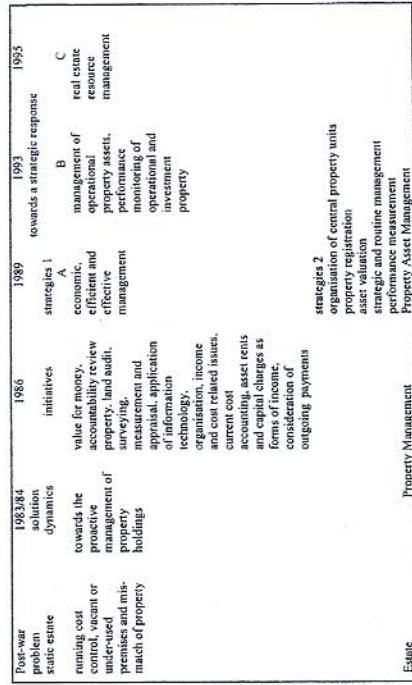 Post-war
problem
static estate
running cost
control, vacant or
under-used
premises and mis-
match of property
Estate
1983/84
solution
dynamics
towards the
proactive
management of
property
holdings
Property Management
1986
initiatives
value for money,
accountability review
property, land audit,
surveying,
measurement and
appraisal, application
of information
technology,
organisation, income
and cost related issues,
current cost
accounting, asset rents
and capital charges as
forms of income,
consideration of
outgoing payments
1989
strategies 1
A
economic,
efficient and
effective
management
strategies 2
organisation of central property units
property registration
asset valuation
strategic and routine management
performance measurement
Property Asset Management
1993
towards a strategic response
B
management of
operational
property assets,
performance
monitoring of
operational and
investment
property
1995
C
real estate
resource
management